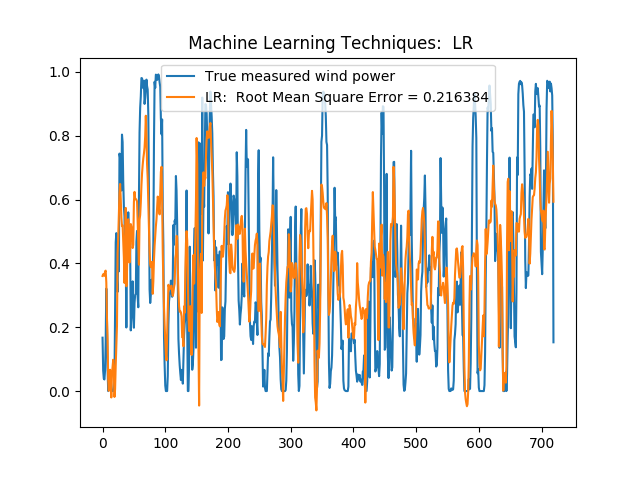 Machine Learning Techniques:  LR
True measured wind power
LR:  Root Mean Square Error = 0.216384
1.0
0.8
0.6
0.4
0.2
0.0
0 100 200 300 400 500 600 700